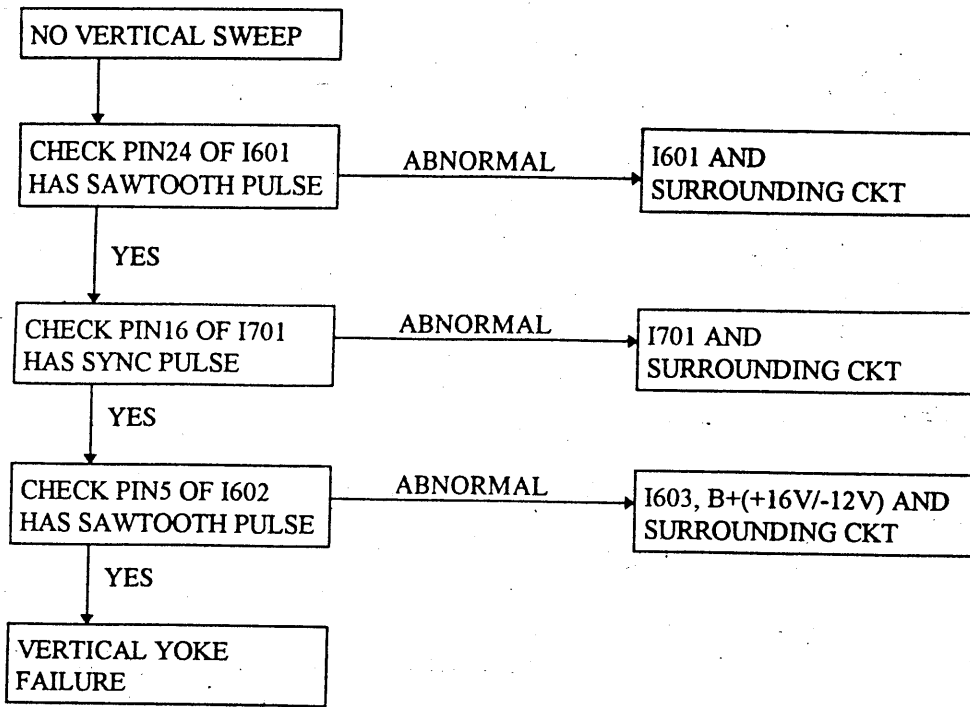 NO VERTICAL SWEEP
CHECK PIN24 OF I601
HAS SAWTOOTH PULSE
ABNORMAL
I601 AND
SURROUNDING CKT
YES
CHECK PIN16 OF I701
HAS SYNC PULSE
ABNORMAL
I701 AND
SURROUNDING CKT
YES
CHECK PIN5 OF I602
HAS SAWTOOTH PULSE
ABNORMAL
I603, B+(+16V/-12V) AND
SURROUNDING CKT
YES
VERTICAL YOKE
FAILURE